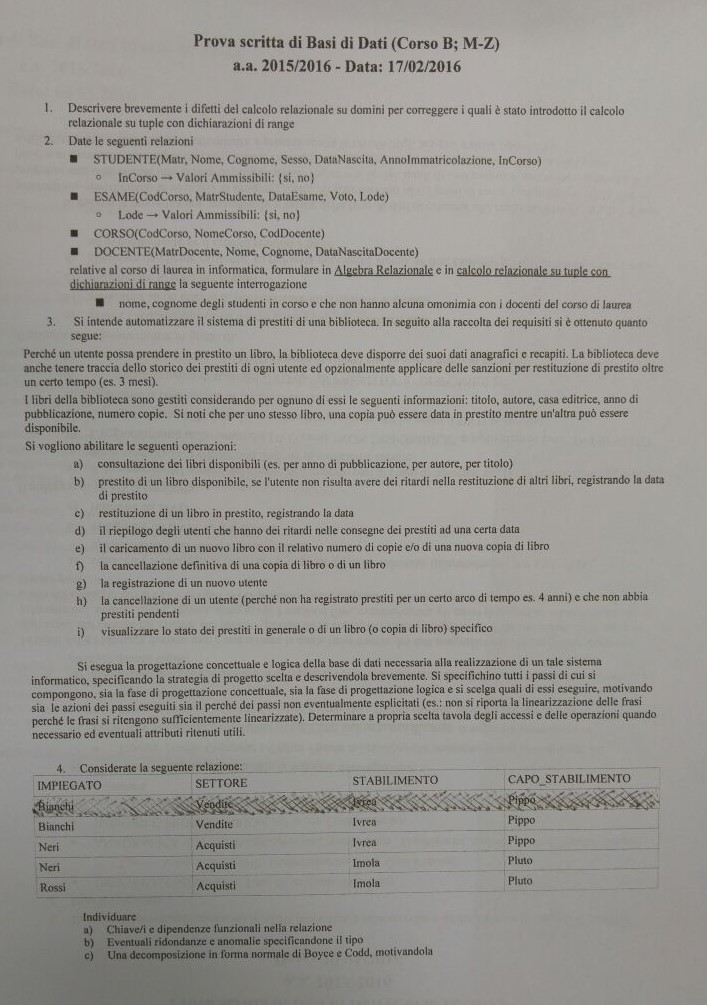 Prova scritta di Basi di Dati (Corso B; M-Z)
a.a. 2015/2016 - Data: 17/02/2016
1. Descrivere brevemente i difetti del calcolo relazionale su domini per correggere i quali è stato introdotto il calcolo
relazionale su tuple con dichiarazioni di range
2. Date le seguenti relazioni
■ STUDENTE(Matr, Nome, Cognome, Sesso, DataNascita, AnnoImmatricolazione, InCorso)
○ InCorso → Valori Ammissibili: {si, no}
■ ESAME(CodCorso, MatrStudente, DataEsame, Voto, Lode)
○ Lode → Valori Ammissibili: {si, no}
■ CORSO(CodCorso, NomeCorso, CodDocente)
■ DOCENTE(MatrDocente, Nome, Cognome, DataNascitaDocente)
relative al corso di laurea in informatica, formulare in Algebra Relazionale e in calcolo relazionale su tuple con
dichiarazioni di range la seguente interrogazione
■ nome, cognome degli studenti in corso e che non hanno alcuna omonimia con i docenti del corso di laurea
3. Si intende automatizzare il sistema di prestiti di una biblioteca. In seguito alla raccolta dei requisiti si è ottenuto quanto
segue:
Perché un utente possa prendere in prestito un libro, la biblioteca deve disporre dei suoi dati anagrafici e recapiti. La biblioteca deve
anche tenere traccia dello storico dei prestiti di ogni utente ed opzionalmente applicare delle sanzioni per restituzione di prestito oltre
un certo tempo (es. 3 mesi).
I libri della biblioteca sono gestiti considerando per ognuno di essi le seguenti informazioni: titolo, autore, casa editrice, anno di
pubblicazione, numero copie. Si noti che per uno stesso libro, una copia può essere data in prestito mentre un'altra può essere
disponibile.
Si vogliono abilitare le seguenti operazioni:
a) consultazione dei libri disponibili (es. per anno di pubblicazione, per autore, per titolo)
b) prestito di un libro disponibile, se l'utente non risulta avere dei ritardi nella restituzione di altri libri, registrando la data
di prestito
c) restituzione di un libro in prestito, registrando la data
d) il riepilogo degli utenti che hanno dei ritardi nelle consegne dei prestiti ad una certa data
e) il caricamento di un nuovo libro con il relativo numero di copie e/o di una nuova copia di libro
f) la cancellazione definitiva di una copia di libro o di un libro
g) la registrazione di un nuovo utente
h) la cancellazione di un utente (perché non ha registrato prestiti per un certo arco di tempo es. 4 anni) e che non abbia
prestiti pendenti
i) visualizzare lo stato dei prestiti in generale o di un libro (o copia di libro) specifico
Si esegua la progettazione concettuale e logica della base di dati necessaria alla realizzazione di un tale sistema
informatico, specificando la strategia di progetto scelta e descrivendola brevemente. Si specifichino tutti i passi di cui si
compongono, sia la fase di progettazione concettuale, sia la fase di progettazione logica e si scelga quali di essi eseguire, motivando
sia le azioni dei passi eseguiti sia il perché dei passi non eventualmente esplicitati (es.: non si riporta la linearizzazione delle frasi
perché le frasi si ritengono sufficientemente linearizzate). Determinare a propria scelta tavola degli accessi e delle operazioni quando
necessario ed eventuali attributi ritenuti utili.
4. Considerate la seguente relazione:
IMPIEGATO SETTORE STABILIMENTO CAPO_STABILIMENTO
Bianchi Vendite Ivrea Pippo
Bianchi Vendite Ivrea Pippo
Neri Acquisti Ivrea Pippo
Neri Acquisti Imola Pluto
Rossi Acquisti Imola Pluto
Individuare
a) Chiave/i e dipendenze funzionali nella relazione
b) Eventuali ridondanze e anomalie specificandone il tipo
c) Una decomposizione in forma normale di Boyce e Codd, motivandola